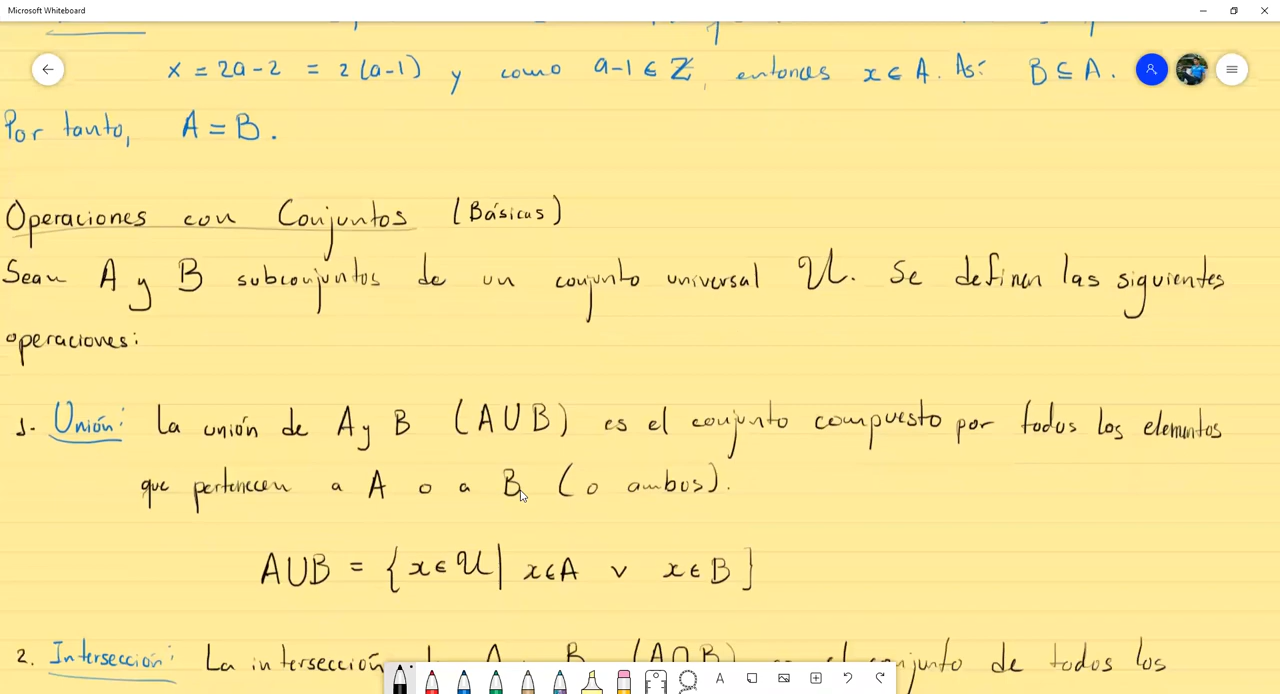 Microsoft Whiteboard
x = 2a-2 = 2(a-1) y como a-1 ∈ ℤ, entonces x ∈ A. Así: B ⊆ A.
Por tanto, A = B.
Operaciones con Conjuntos (Básicas)
Sean A y B subconjuntos de un conjunto universal U. Se definen las siguientes
operaciones:
1. Unión: La unión de A y B (A∪B) es el conjunto compuesto por todos los elementos
que pertenecen a A o a B (o ambos).
A∪B = {x ∈ U | x ∈ A ∨ x ∈ B}
2. Intersección: La intersección A B (A∩B) el conjunto de todos los